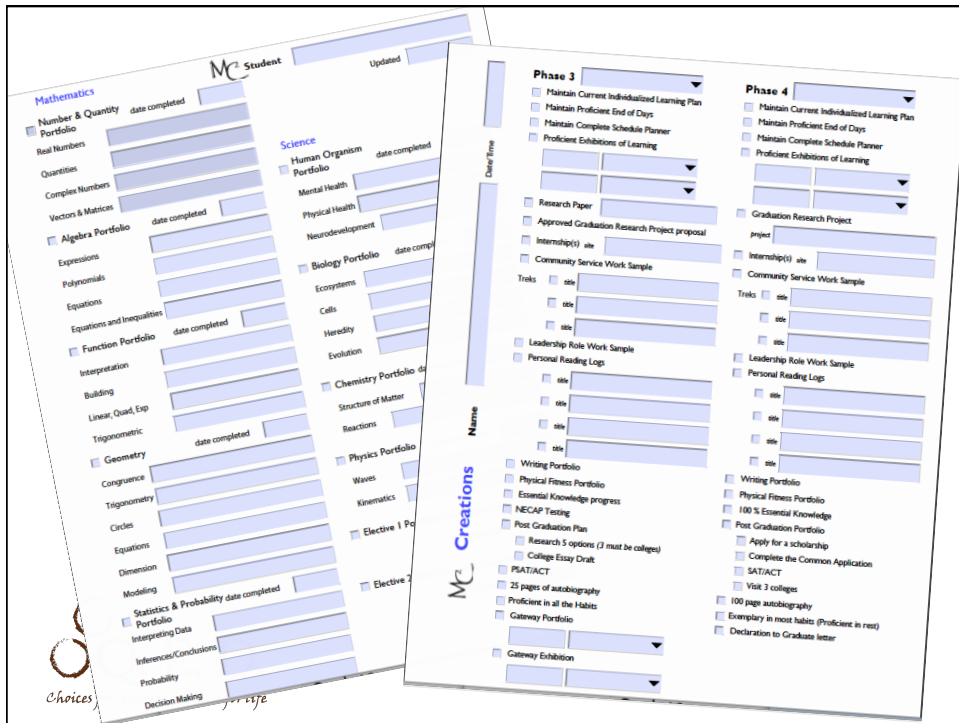 MC Student
Updated
Mathematics
Number & Quantity Portfolio date completed
Real Numbers
Quantities
Complex Numbers
Vectors & Matrices
Algebra Portfolio date completed
Expressions
Polynomials
Equations
Equations and Inequalities
Function Portfolio date completed
Interpretation
Building
Linear, Quad, Exp
Trigonometric
Geometry date completed
Congruence
Trigonometry
Circles
Equations
Dimension
Modeling
Statistics & Probability Portfolio date completed
Interpreting Data
Inferences/Conclusions
Probability
Decision Making
Science
Human Organism Portfolio date completed
Mental Health
Physical Health
Neurodevelopment
Biology Portfolio date compl
Ecosystems
Cells
Heredity
Evolution
Chemistry Portfolio da
Structure of Matter
Reactions
Physics Portfolio
Waves
Kinematics
Elective 1 Po
Elective 2
Choices
life
MC Creations
Name
Date/Time
Phase 3
Maintain Current Individualized Learning Plan
Maintain Proficient End of Days
Maintain Complete Schedule Planner
Proficient Exhibitions of Learning
Research Paper
Approved Graduation Research Project proposal
Internship(s) site
Community Service Work Sample
Treks title
title
title
Leadership Role Work Sample
Personal Reading Logs
title
title
title
title
Writing Portfolio
Physical Fitness Portfolio
Essential Knowledge progress
NECAP Testing
Post Graduation Plan
Research 5 options (3 must be colleges)
College Essay Draft
PSAT/ACT
25 pages of autobiography
Proficient in all the Habits
Gateway Portfolio
Gateway Exhibition
Phase 4
Maintain Current Individualized Learning Plan
Maintain Proficient End of Days
Maintain Complete Schedule Planner
Proficient Exhibitions of Learning
Graduation Research Project
project
Internship(s) site
Community Service Work Sample
Treks title
title
title
Leadership Role Work Sample
Personal Reading Logs
title
title
title
title
Writing Portfolio
Physical Fitness Portfolio
100 % Essential Knowledge
Post Graduation Portfolio
Apply for a scholarship
Complete the Common Application
SAT/ACT
Visit 3 colleges
100 page autobiography
Exemplary in most habits (Proficient in rest)
Declaration to Graduate letter